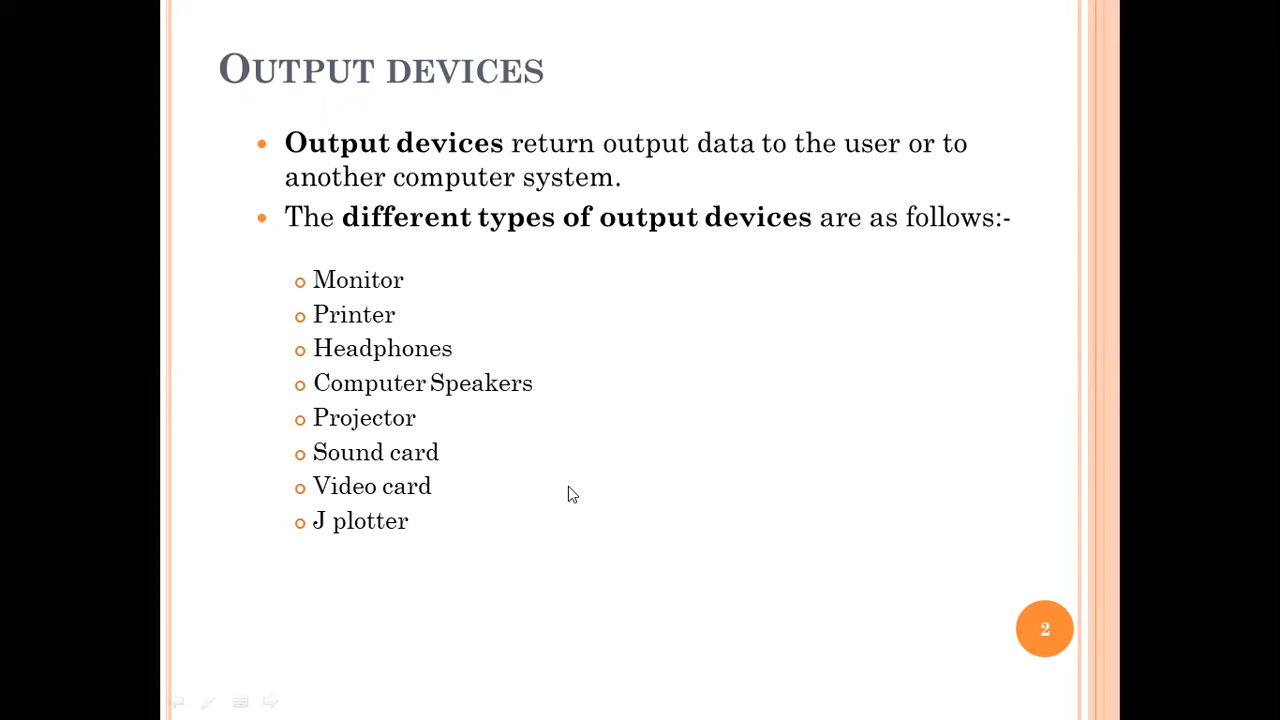 OUTPUT DEVICES
Output devices return output data to the user or to
another computer system.
The different types of output devices are as follows:-
Monitor
Printer
Headphones
Computer Speakers
Projector
Sound card
Video card
J plotter
2